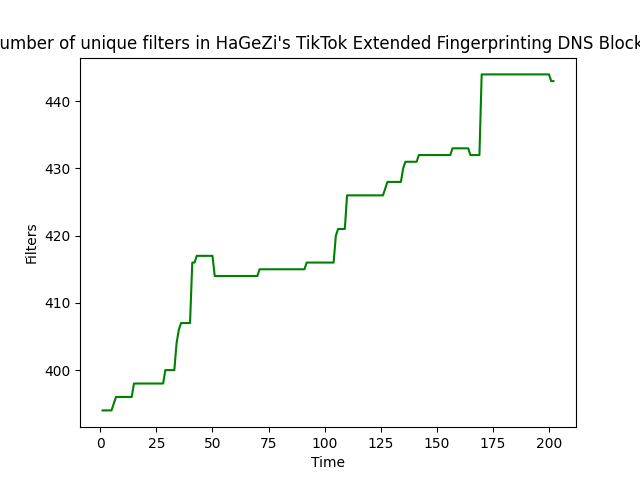 umber of unique filters in HaGeZi's TikTok Extended Fingerprinting DNS Block
440
430
420
410
400
Filters
0 25 50 75 100 125 150 175 200
Time